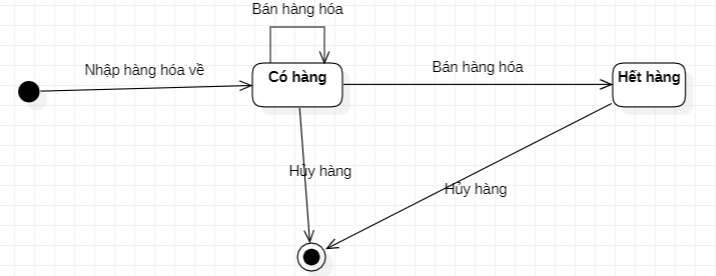 Bán hàng hóa
Nhập hàng hóa về
Có hàng
Bán hàng hóa
Hết hàng
Hủy hàng
Hủy hàng